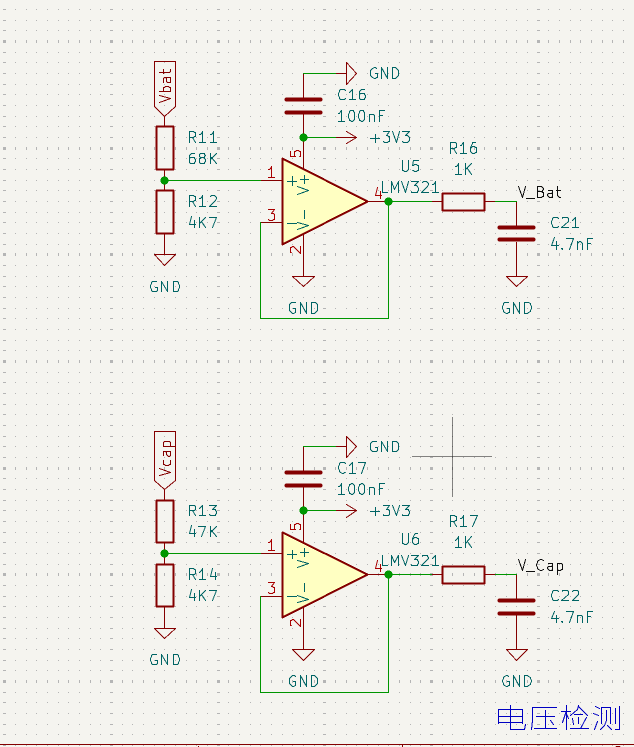 Vbat
GND
C16
100nF
R11
68K
+3V3
5
R16
1K
U5
LMV321
1
+
V+
4
V_Bat
R12
4K7
3
-
V-
C21
4.7nF
2
GND
GND
GND
Vcap
GND
C17
100nF
R13
47K
+3V3
5
R17
1K
U6
LMV321
1
+
V+
4
V_Cap
R14
4K7
3
-
V-
C22
4.7nF
2
GND
GND
GND
电压检测